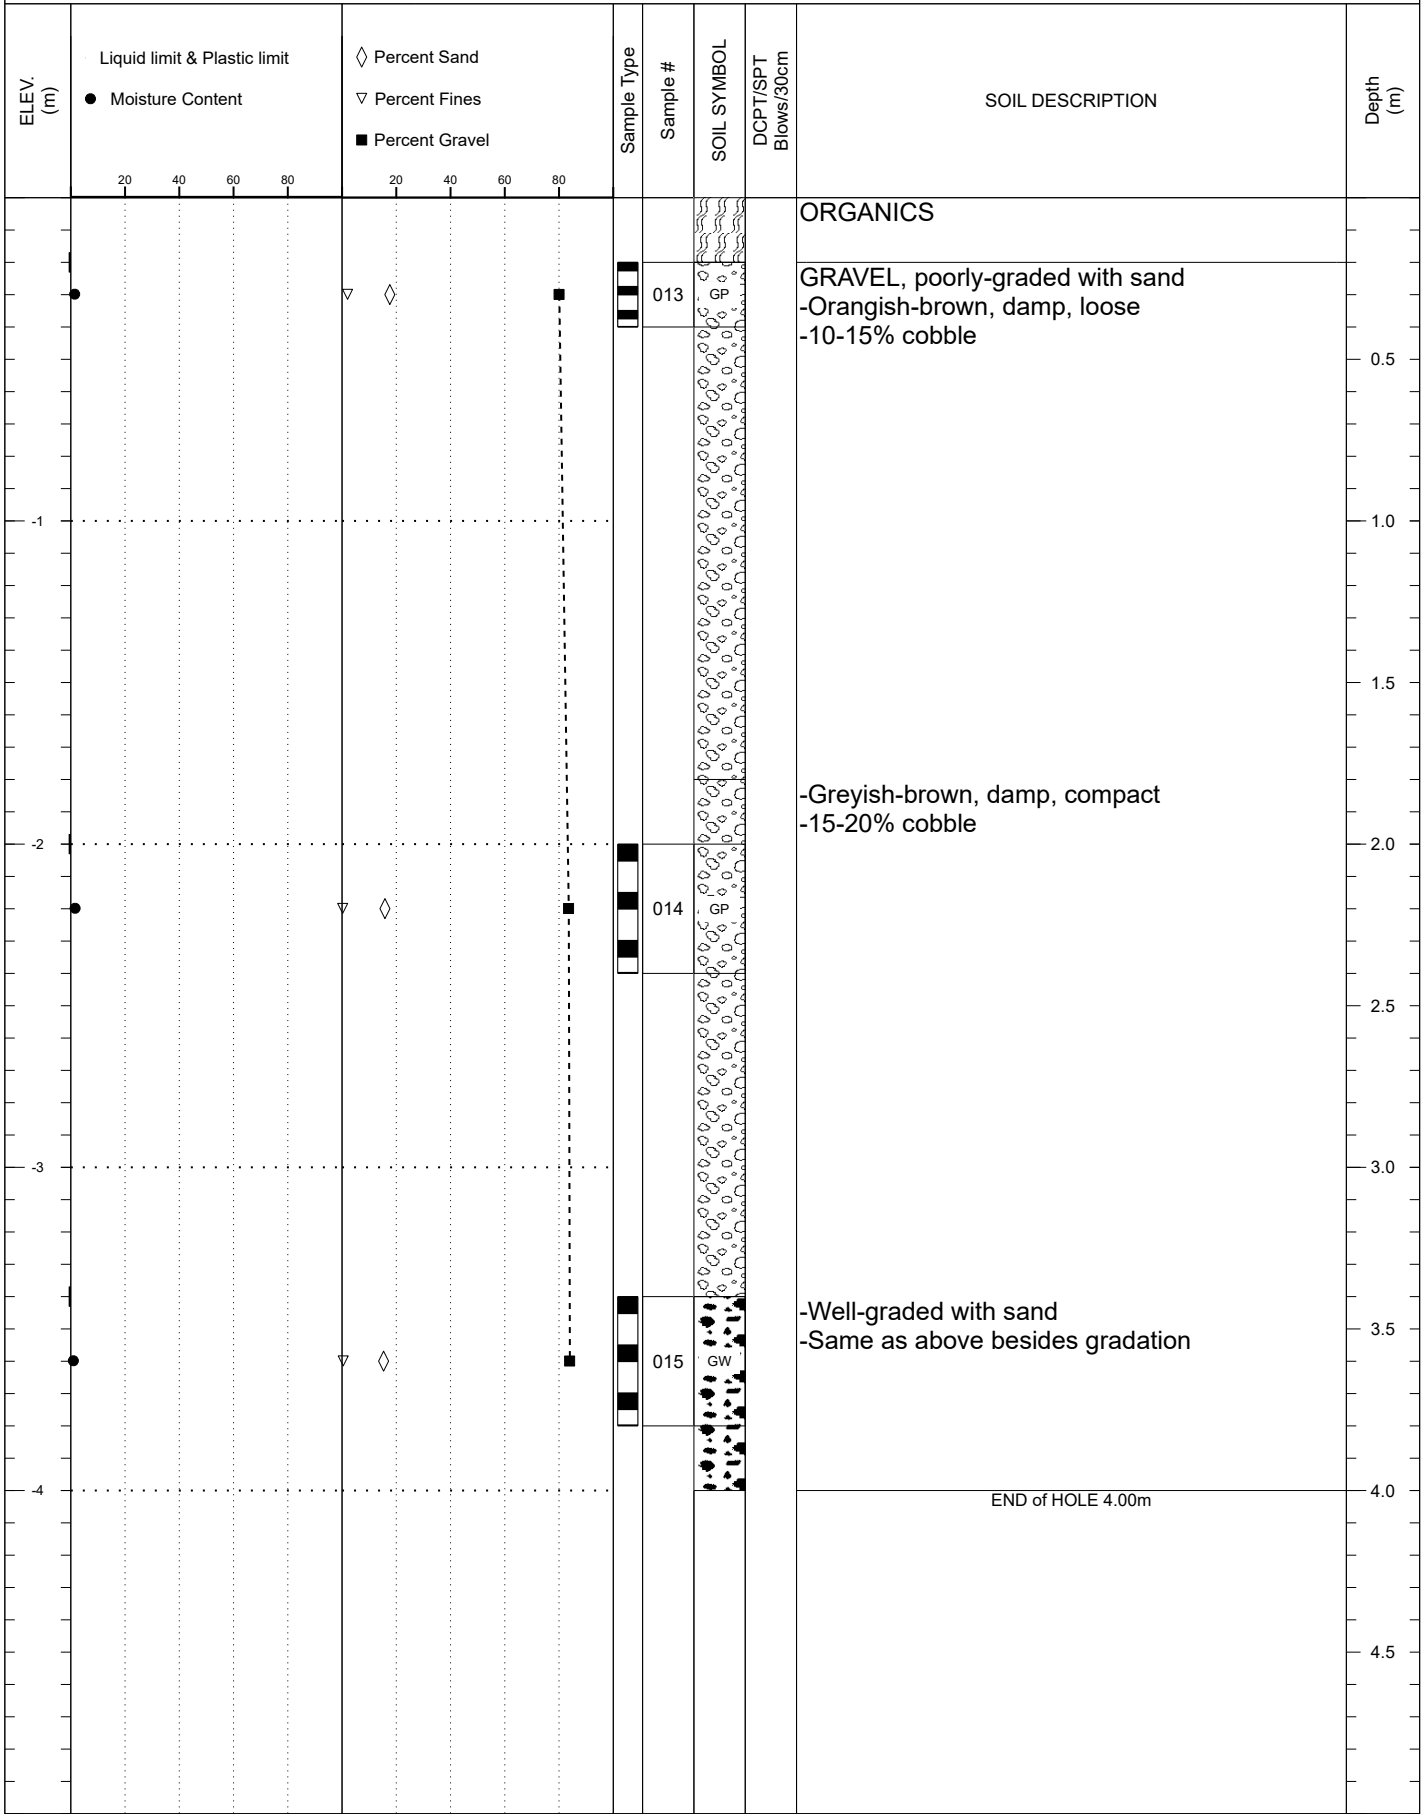 ELEV.
(m)
Liquid limit & Plastic limit
Moisture Content
20 40 60 80
Percent Sand
Percent Fines
Percent Gravel
20 40 60 80
Sample Type
Sample #
SOIL SYMBOL
DCPT/SPT
Blows/30cm
SOIL DESCRIPTION
Depth
(m)
ORGANICS
013 GP
GRAVEL, poorly-graded with sand
-Orangish-brown, damp, loose
-10-15% cobble
0.5
-1
1.0
1.5
-Greyish-brown, damp, compact
-15-20% cobble
-2
2.0
014 GP
2.5
-3
3.0
-Well-graded with sand
-Same as above besides gradation
3.5
015 GW
-4
4.0
END of HOLE 4.00m
4.5